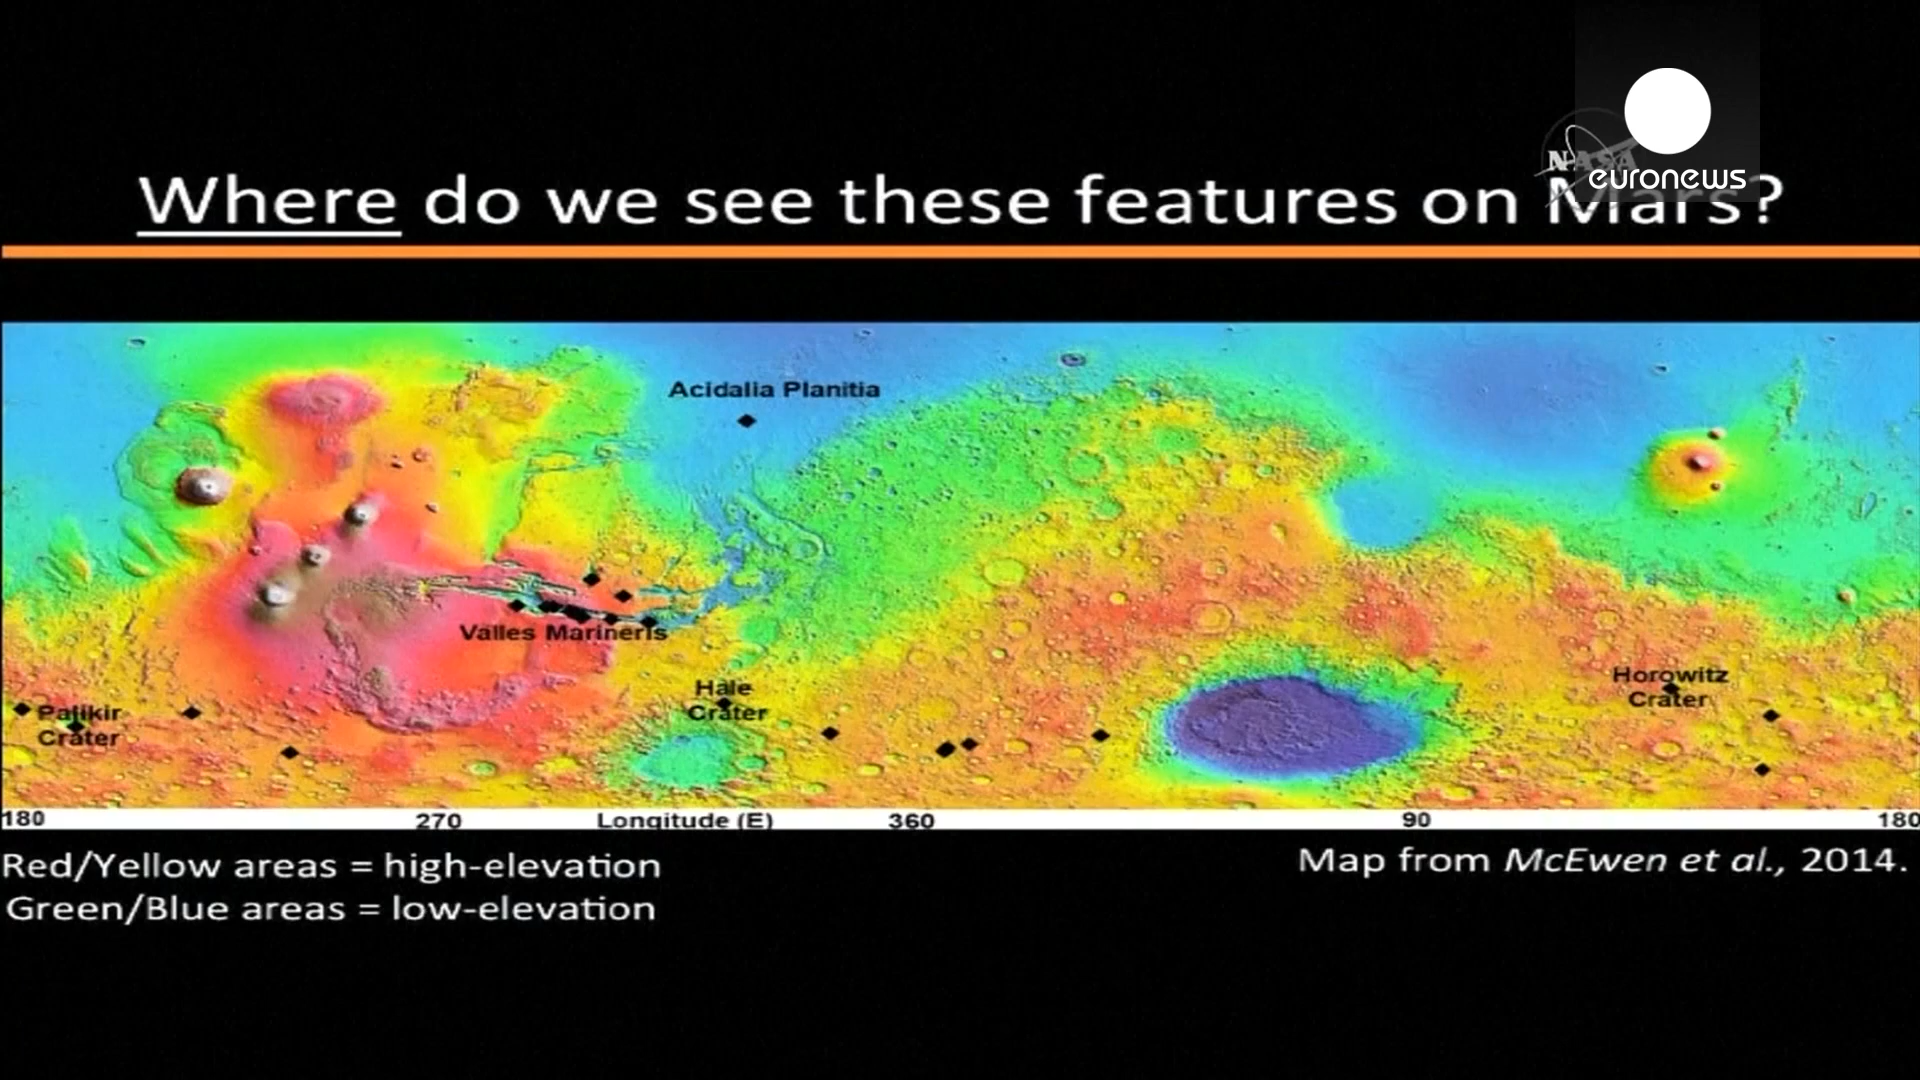 NASA
euronews
Where do we see these features on Mars?
Acidalia Planitia
Valles Marineris
Hale
Crater
Horowitz
Crater
Palikir
Crater
180
270
Longitude (E)
360
90
180
Red/Yellow areas = high-elevation
Green/Blue areas = low-elevation
Map from McEwen et al., 2014.